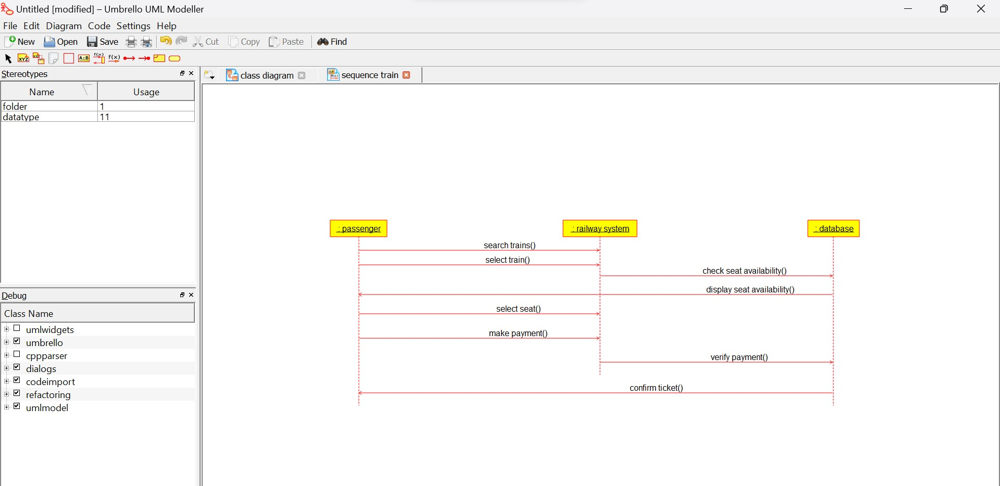 Untitled [modified] – Umbrello UML Modeller
File Edit Diagram Code Settings Help
New Open Save Cut Copy Paste Find
XYZ XYZ A:B f(x) f(x)
Stereotypes
class diagram
sequence train
Name Usage
folder 1
datatype 11
: passenger
: railway system
: database
search trains()
select train()
check seat availability()
display seat availability()
select seat()
make payment()
verify payment()
confirm ticket()
Debug
Class Name
umlwidgets
umbrello
cppparser
dialogs
codeimport
refactoring
umlmodel